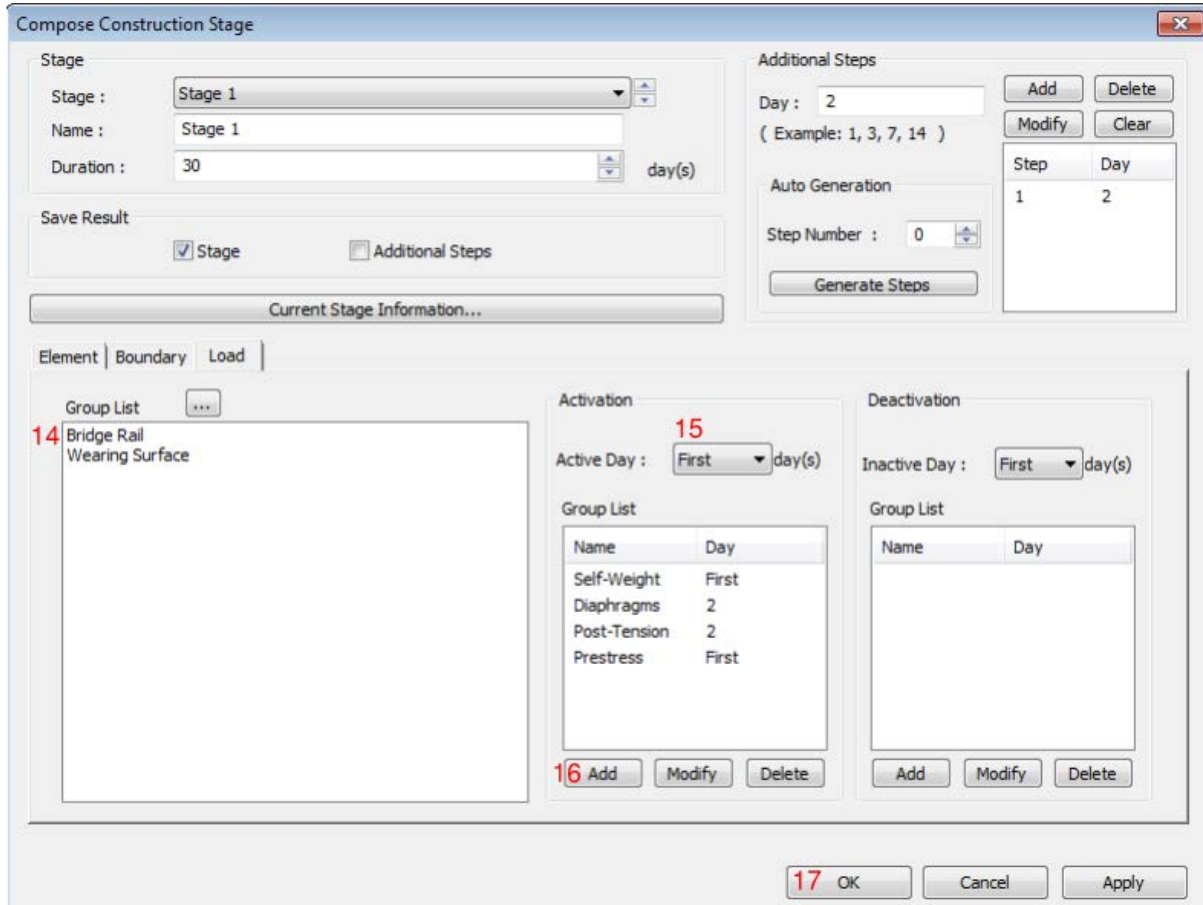 Compose Construction Stage
Stage
Stage :
Stage 1
Name :
Stage 1
Duration :
30
day(s)
Save Result
Stage
Additional Steps
Current Stage Information...
Additional Steps
Day :
2
( Example: 1, 3, 7, 14 )
Add
Delete
Modify
Clear
Auto Generation
Step Number :
0
Generate Steps
Step Day
1 2
Element
Boundary
Load
Group List
...
14
Bridge Rail
Wearing Surface
Activation
15
Active Day :
First
day(s)
Group List
Name Day
Self-Weight First
Diaphragms 2
Post-Tension 2
Prestress First
16
Add
Modify
Delete
Deactivation
Inactive Day :
First
day(s)
Group List
Name Day
Add
Modify
Delete
17
OK
Cancel
Apply